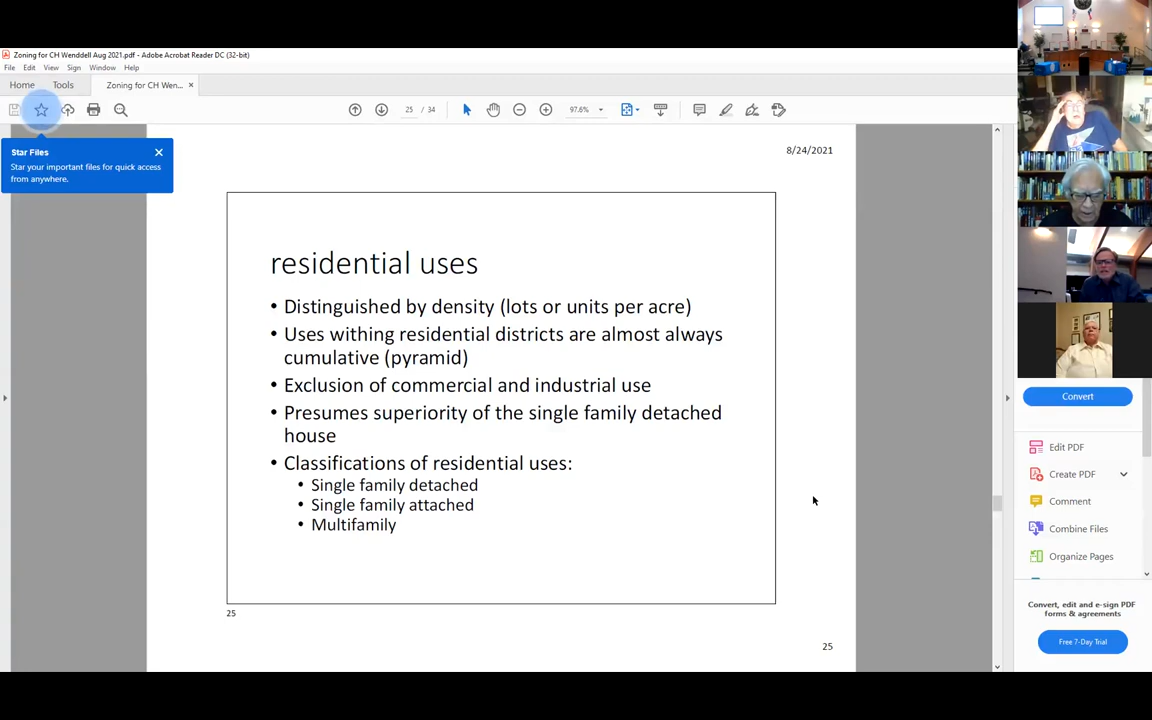 Zoning for CH Wenddell Aug 2021.pdf - Adobe Acrobat Reader DC (32-bit)
File Edit View Sign Window Help
Home Tools Zoning for CH Wen... ×
25 / 34 97.6%
Star Files
Star your important files for quick access
from anywhere.
8/24/2021
residential uses
• Distinguished by density (lots or units per acre)
• Uses withing residential districts are almost always
cumulative (pyramid)
• Exclusion of commercial and industrial use
• Presumes superiority of the single family detached
house
• Classifications of residential uses:
• Single family detached
• Single family attached
• Multifamily
25
25
Convert
Edit PDF
Create PDF
Comment
Combine Files
Organize Pages
Convert, edit and e-sign PDF
forms & agreements
Free 7-Day Trial